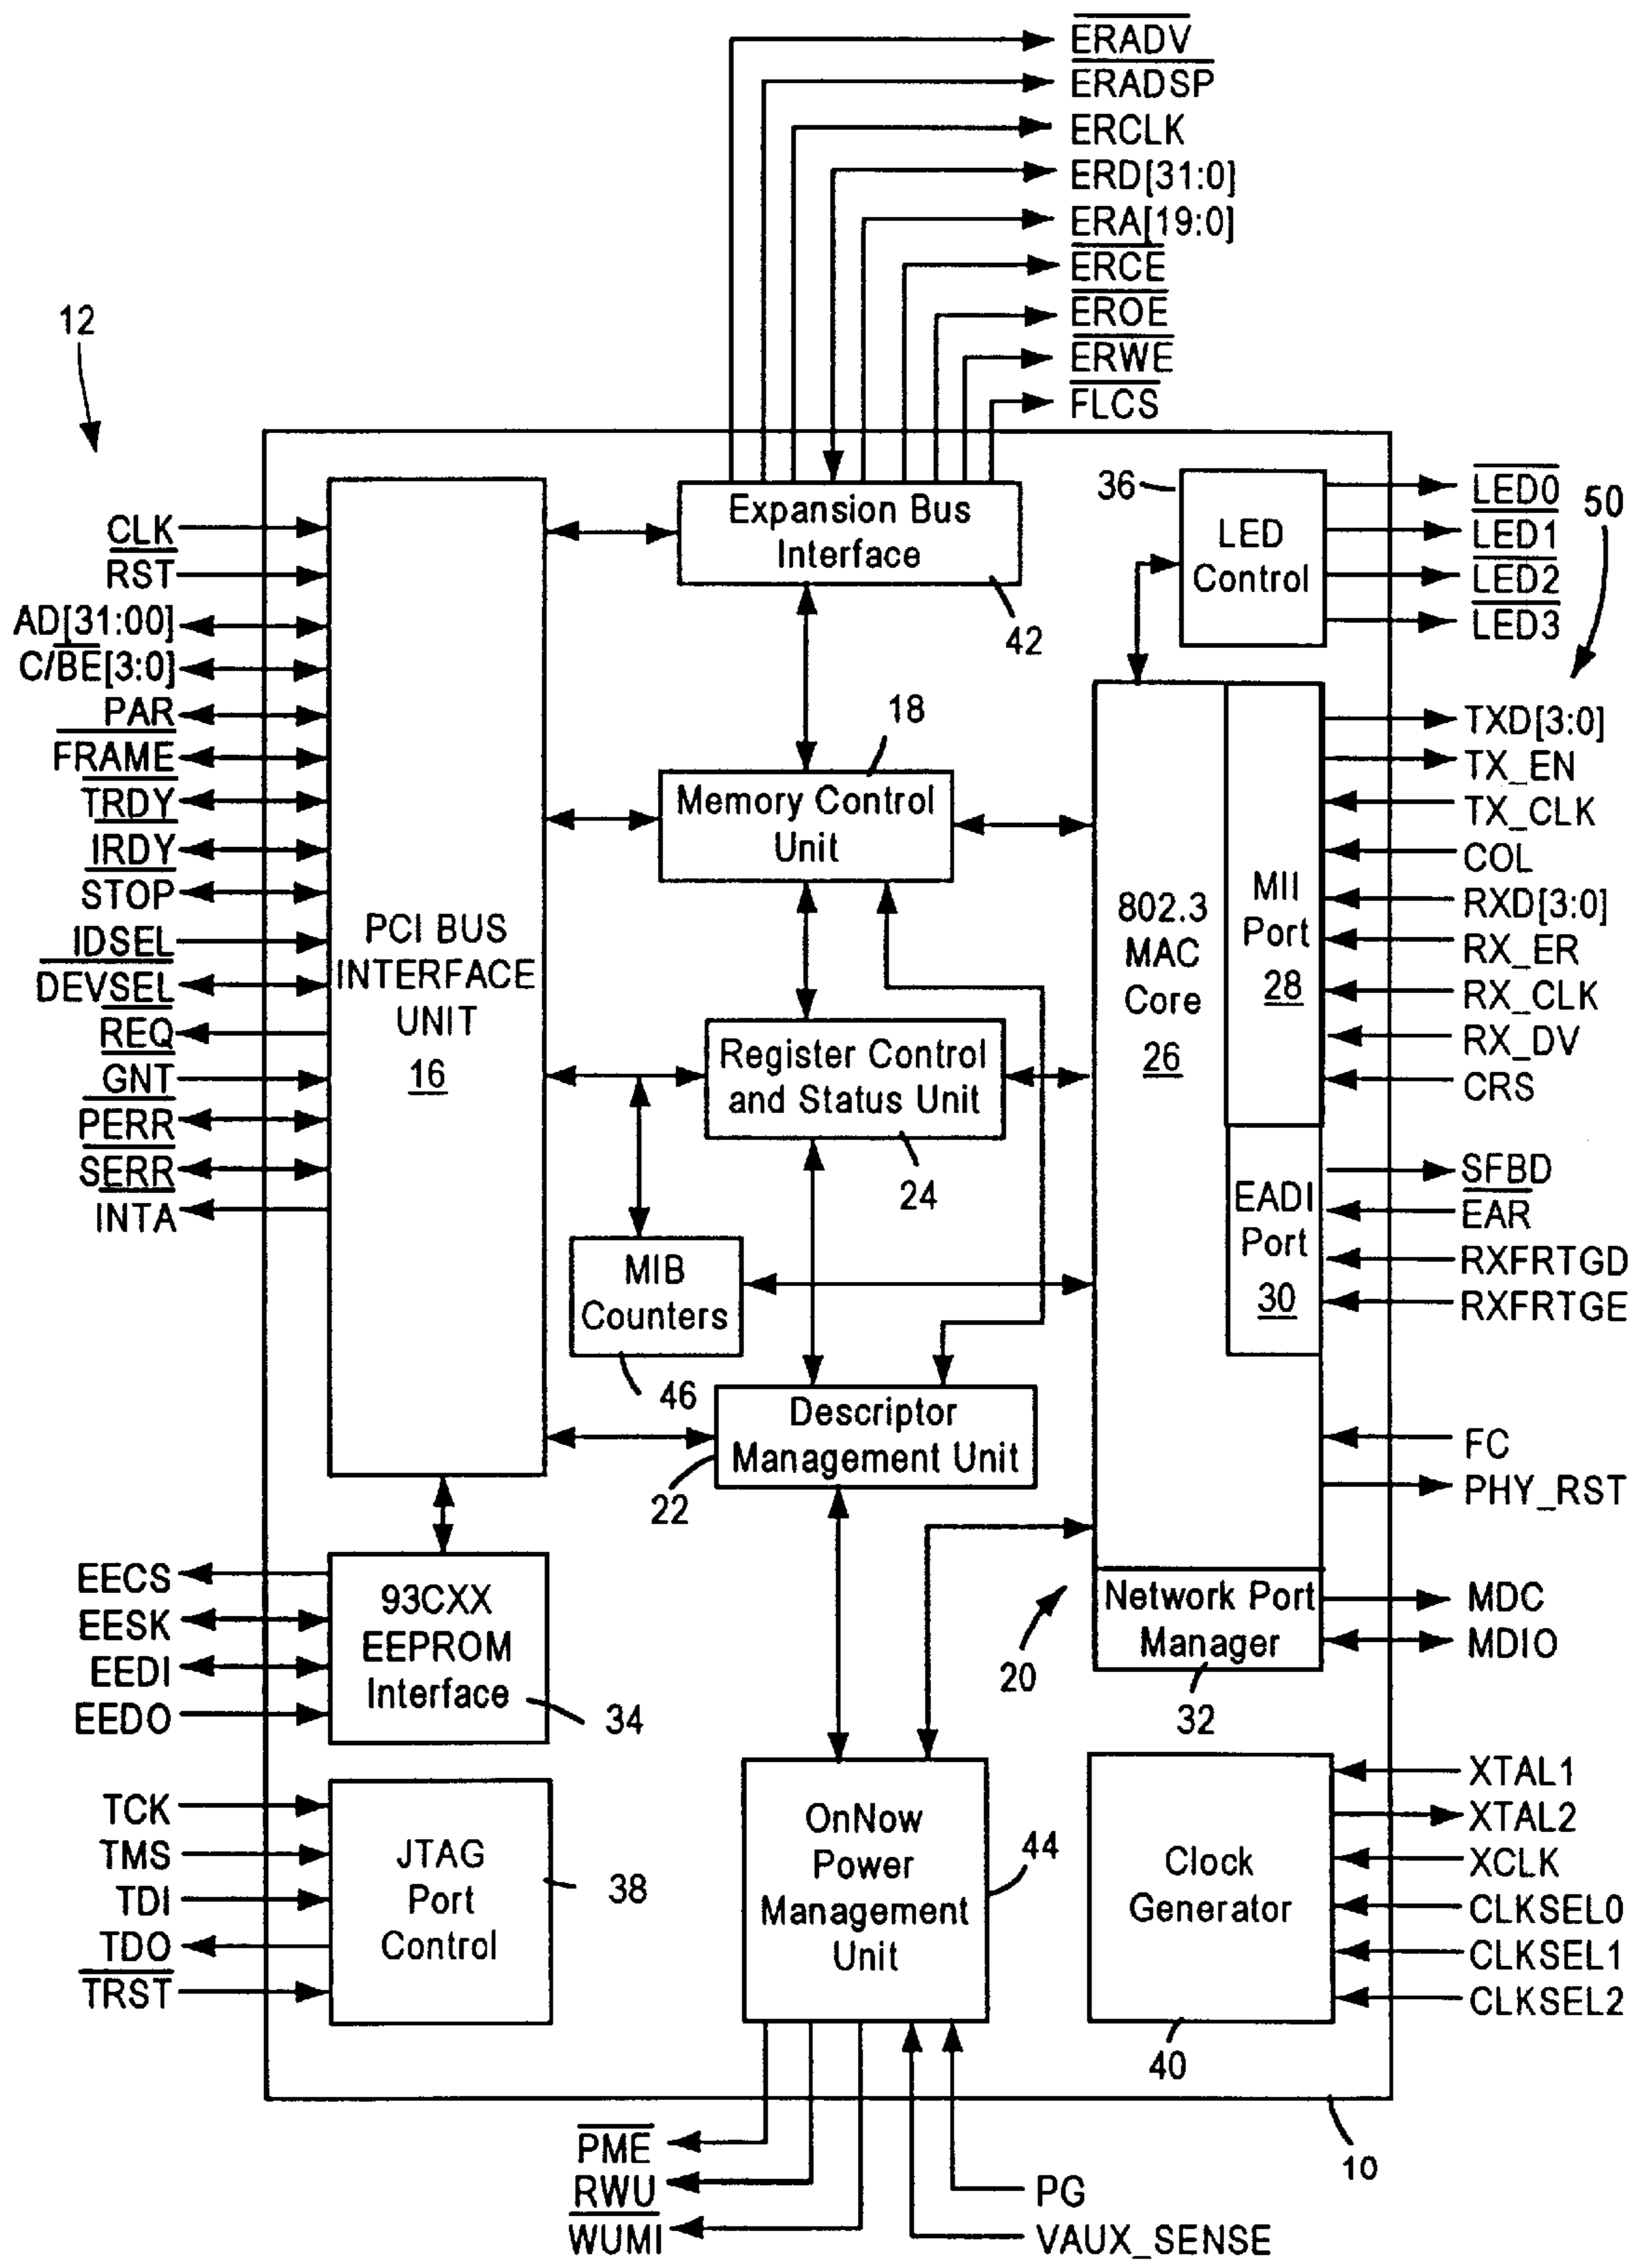 ERADV
ERADSP
ERCLK
ERD[31:0]
ERA[19:0]
ERCE
EROE
ERWE
FLCS
12
CLK
RST
AD[31:00]
C/BE[3:0]
PAR
FRAME
TRDY
IRDY
STOP
IDSEL
DEVSEL
REQ
GNT
PERR
SERR
INTA
PCI BUS
INTERFACE
UNIT
16
Expansion Bus
Interface
42
36
LED
Control
LED0
LED1
LED2
LED3
50
18
Memory Control
Unit
Register Control
and Status Unit
24
MIB
Counters
46
Descriptor
Management Unit
22
802.3
MAC
Core
26
MII
Port
28
EADI
Port
30
TXD[3:0]
TX_EN
TX_CLK
COL
RXD[3:0]
RX_ER
RX_CLK
RX_DV
CRS
SFBD
EAR
RXFRTGD
RXFRTGE
FC
PHY_RST
Network Port
Manager
MDC
MDIO
20
32
EECS
EESK
EEDI
EEDO
93CXX
EEPROM
Interface
34
TCK
TMS
TDI
TDO
TRST
JTAG
Port
Control
38
OnNow
Power
Management
Unit
44
Clock
Generator
40
XTAL1
XTAL2
XCLK
CLKSEL0
CLKSEL1
CLKSEL2
10
PME
RWU
WUMI
PG
VAUX_SENSE